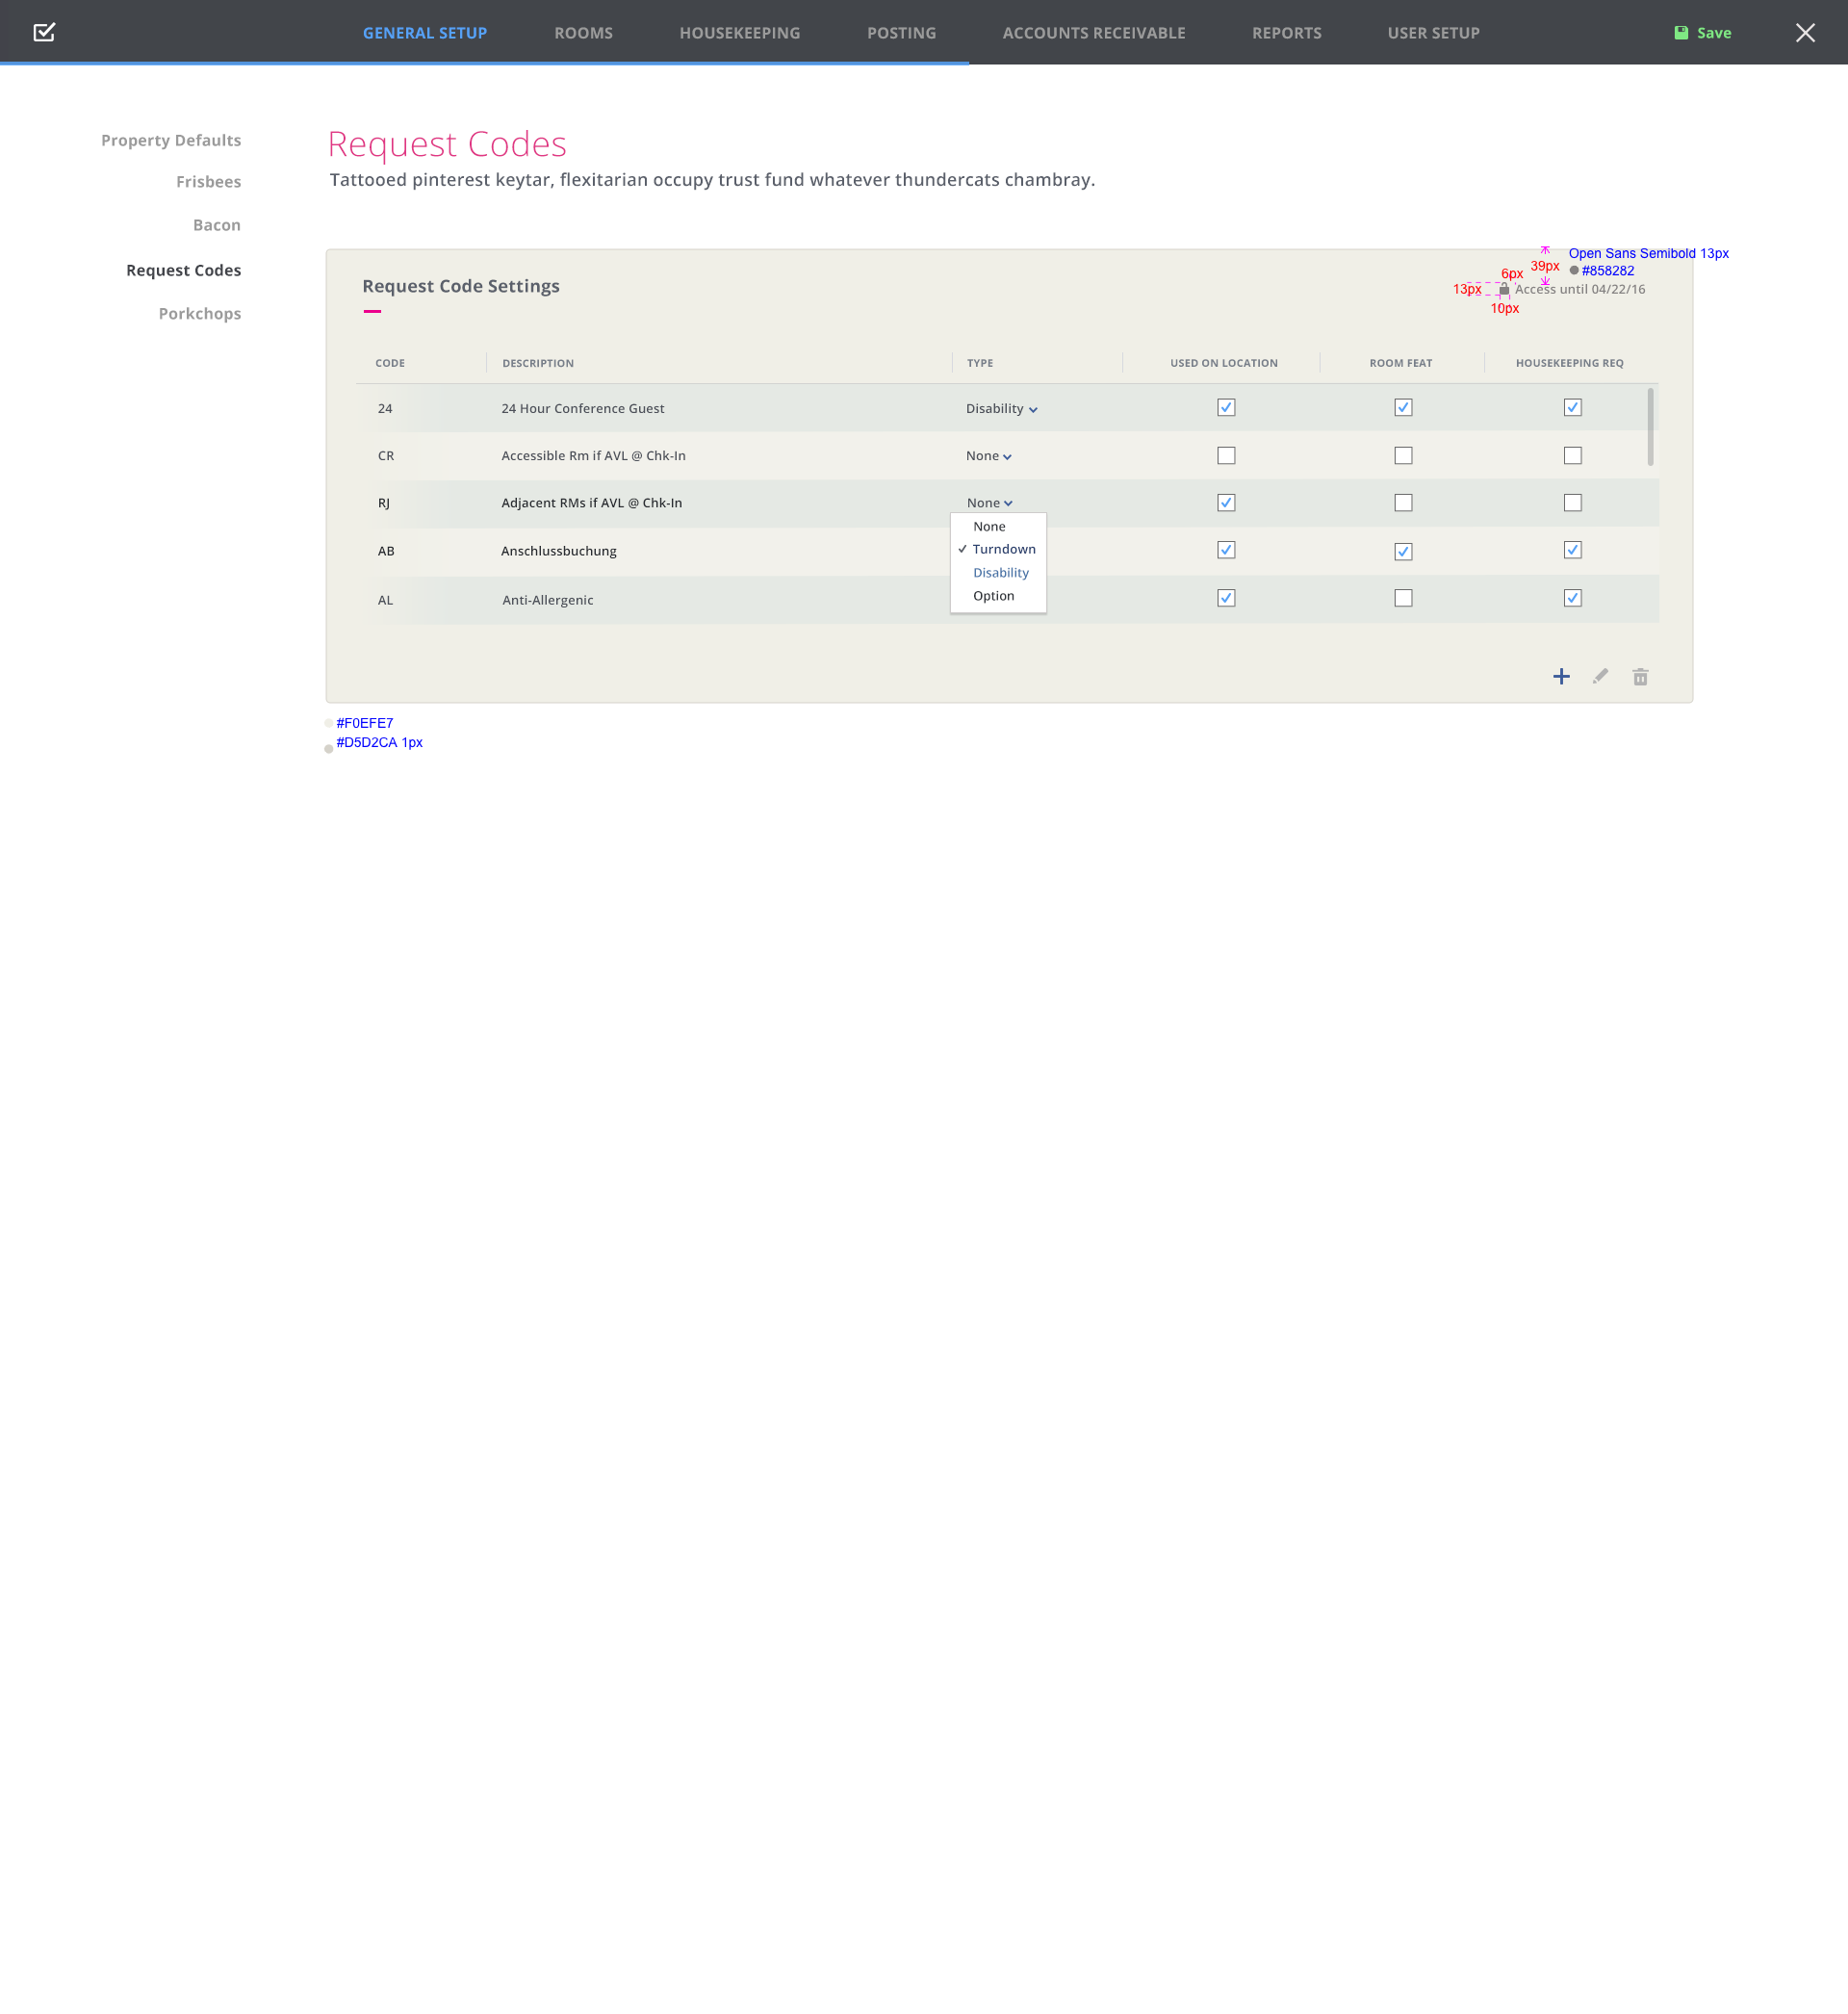 GENERAL SETUP ROOMS HOUSEKEEPING POSTING ACCOUNTS RECEIVABLE REPORTS USER SETUP Save
Property Defaults
Frisbees
Bacon
Request Codes
Porkchops
Request Codes
Tattooed pinterest keytar, flexitarian occupy trust fund whatever thundercats chambray.
Open Sans Semibold 13px
#858282
39px
6px
13px
10px
Request Code Settings
Access until 04/22/16
CODE DESCRIPTION TYPE USED ON LOCATION ROOM FEAT HOUSEKEEPING REQ
24 24 Hour Conference Guest Disability
CR Accessible Rm if AVL @ Chk-In None
RJ Adjacent RMs if AVL @ Chk-In None
None
Turndown
Disability
Option
AB Anschlussbuchung
AL Anti-Allergenic
#F0EFE7
#D5D2CA 1px